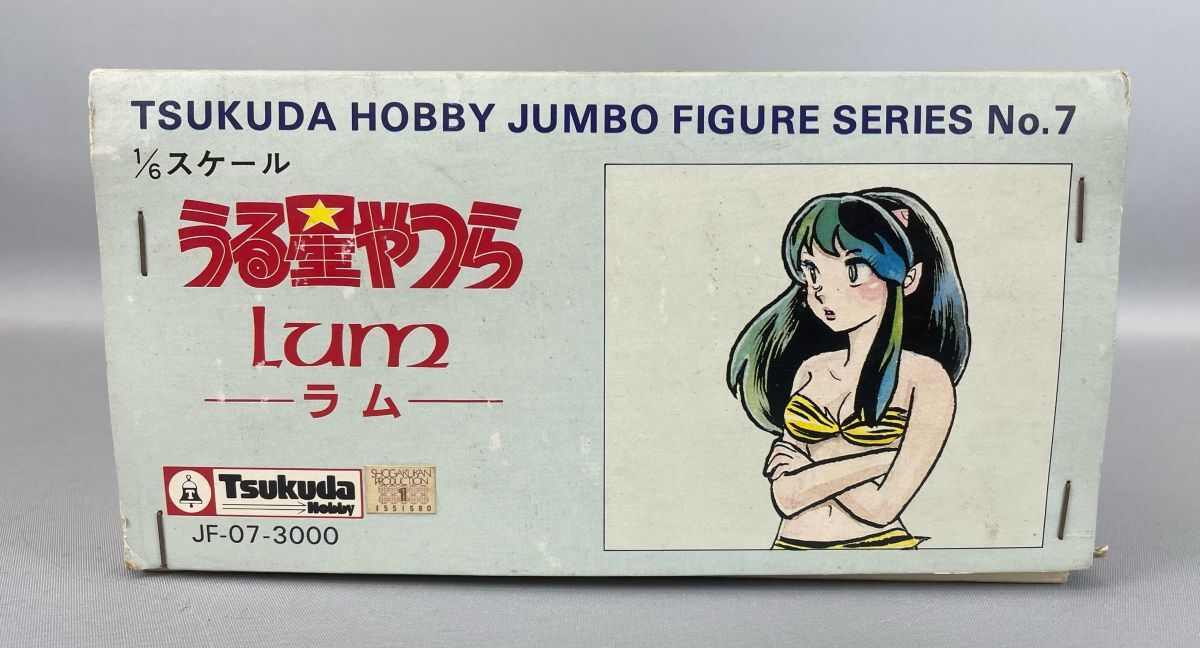 TSUKUDA HOBBY JUMBO FIGURE SERIES No.7
1/6スケール
うる星やつら
Lum
ラム
T
Tsukuda
Hobby
SHOGAKUKAN
PRODUCTION
1
1551580
JF-07-3000